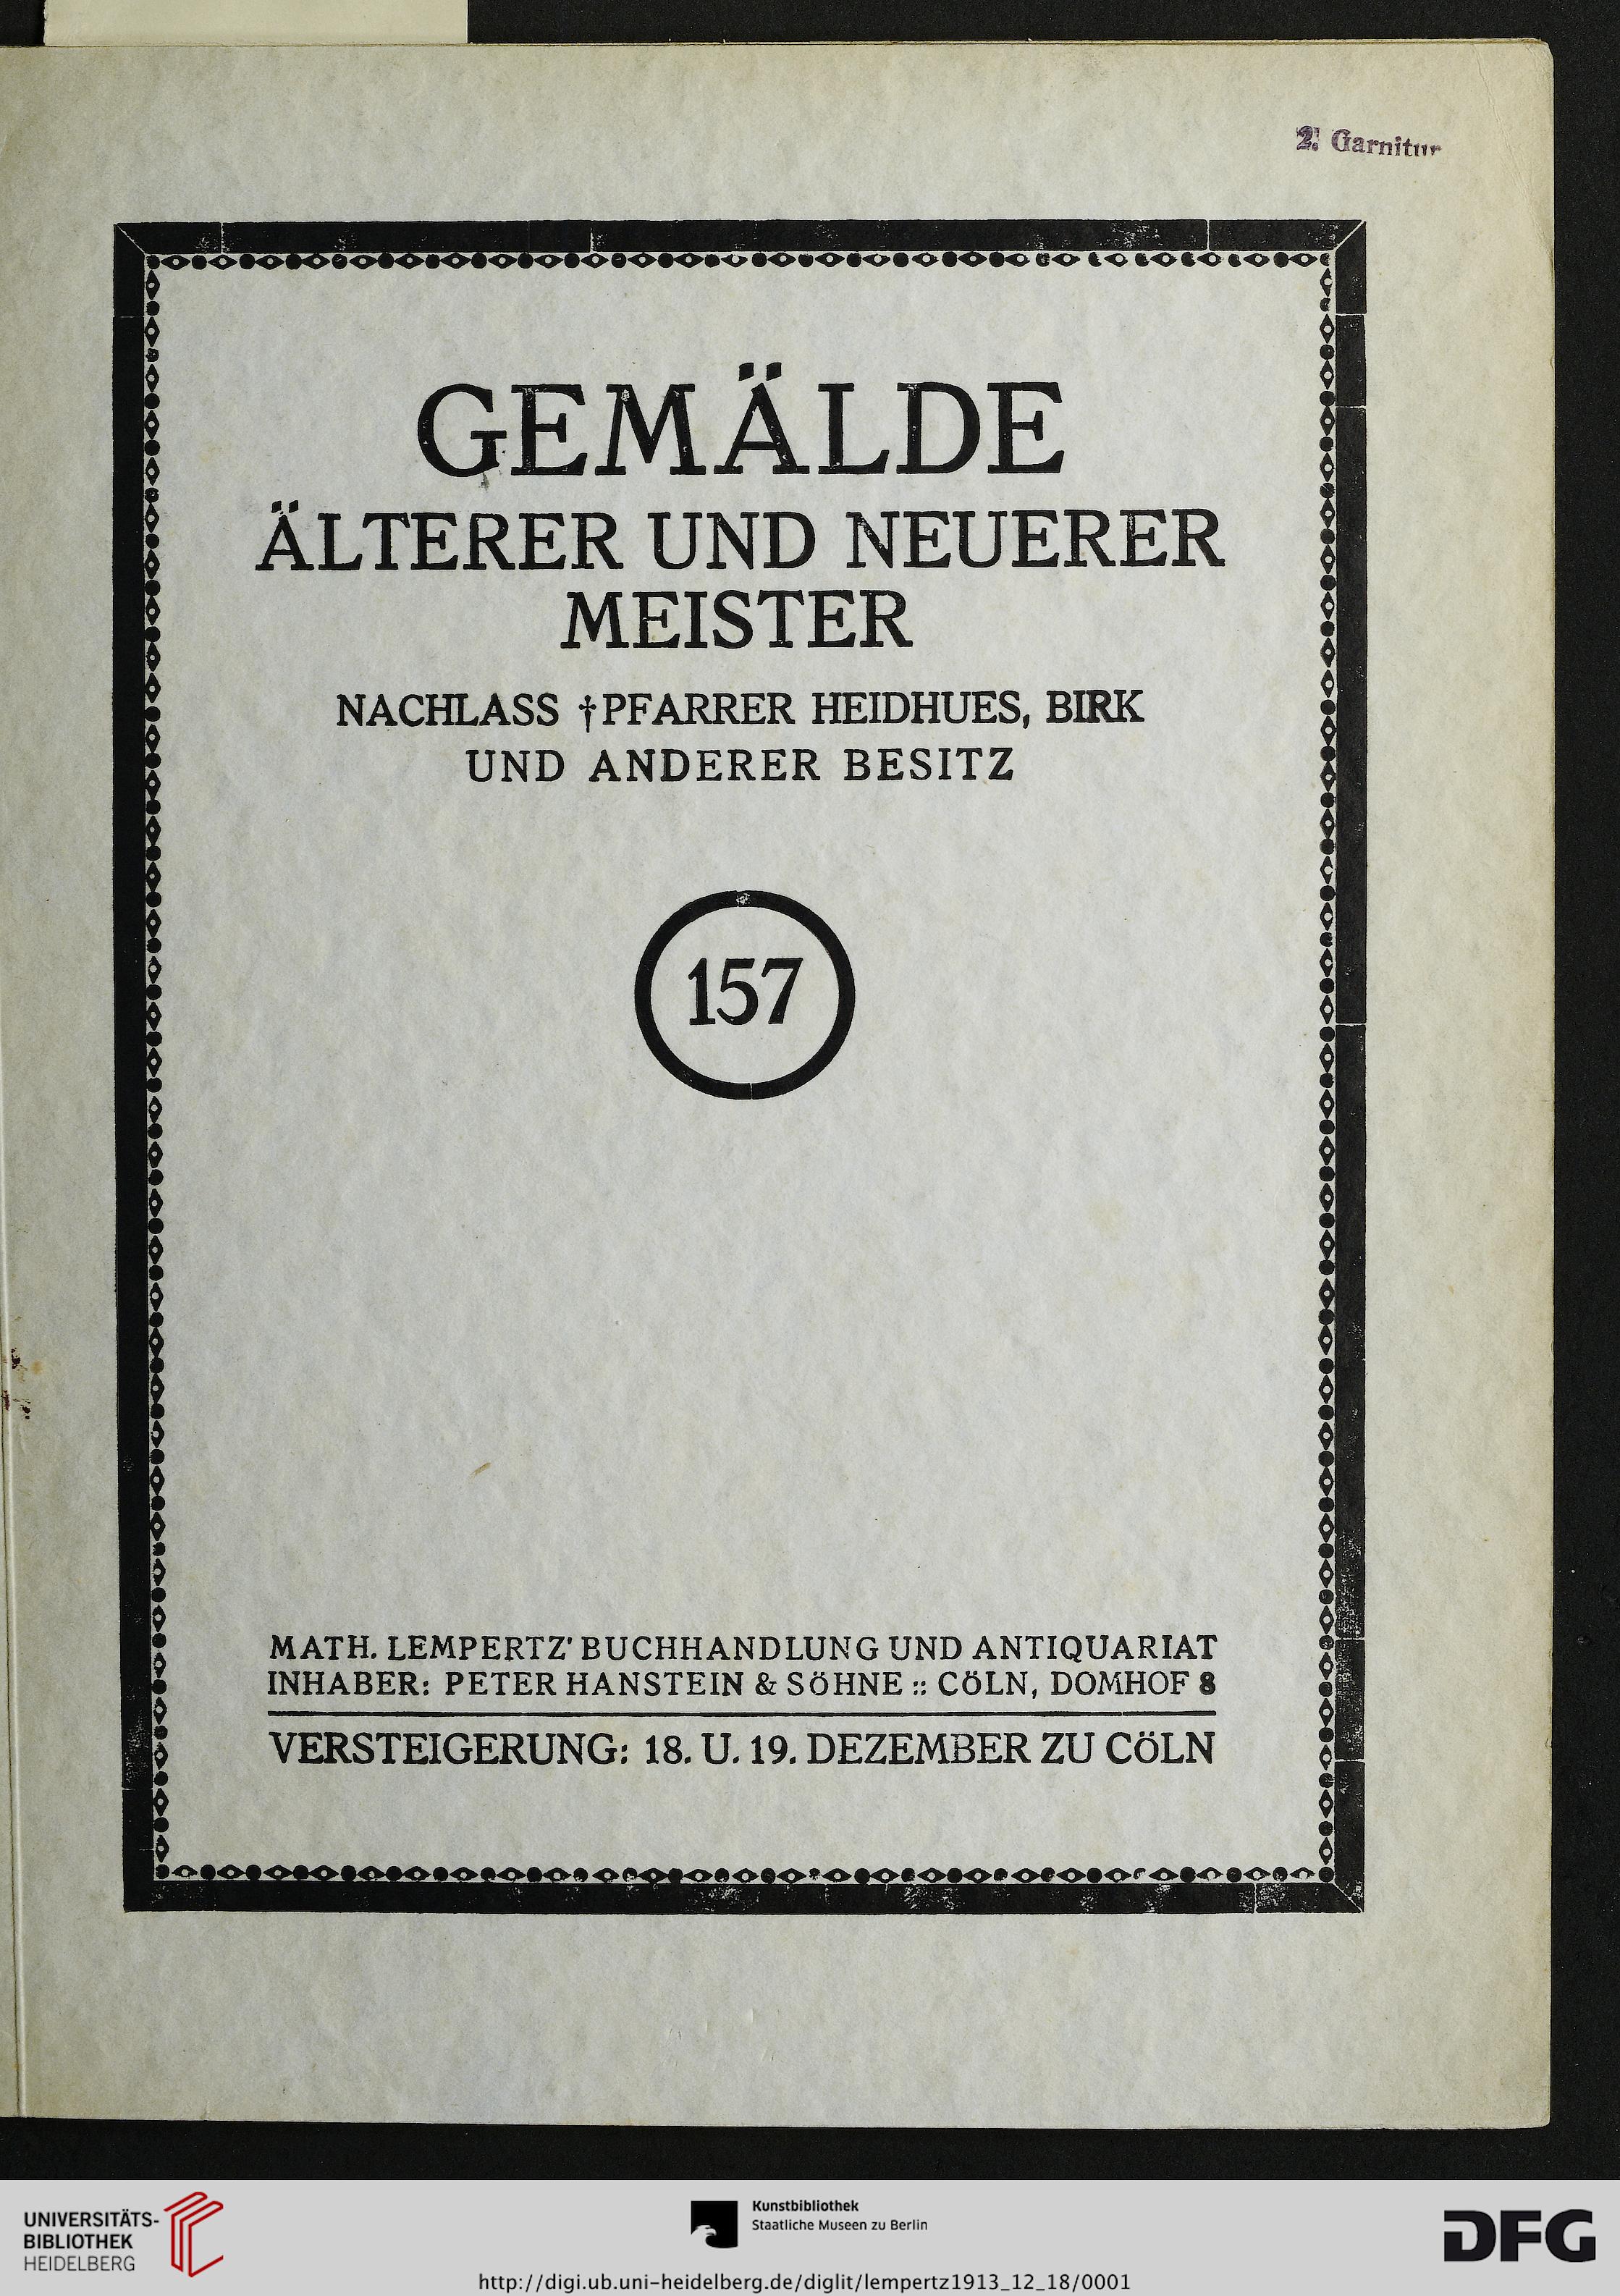 2. Garnitur
GEMÄLDE
ÄLTERER UND NEUERER
MEISTER
NACHLASS †PFARRER HEIDHUES, BIRK
UND ANDERER BESITZ
157
MATH. LEMPERTZ' BUCHHANDLUNG UND ANTIQUARIAT
INHABER: PETER HANSTEIN & SÖHNE :: CÖLN, DOMHOF 8
VERSTEIGERUNG: 18. U. 19. DEZEMBER ZU CÖLN
UNIVERSITÄTS-
BIBLIOTHEK
HEIDELBERG
Kunstbibliothek
Staatliche Museen zu Berlin
DFG
http://digi.ub.uni-heidelberg.de/diglit/lempertz1913_12_18/0001